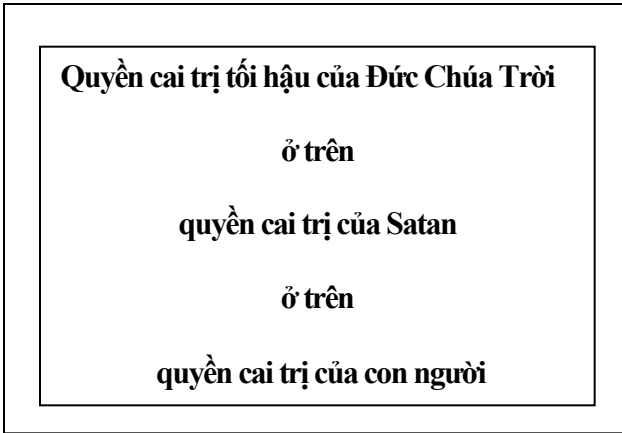 Quyền cai trị tối hậu của Đức Chúa Trời
ở trên
quyền cai trị của Satan
ở trên
quyền cai trị của con người